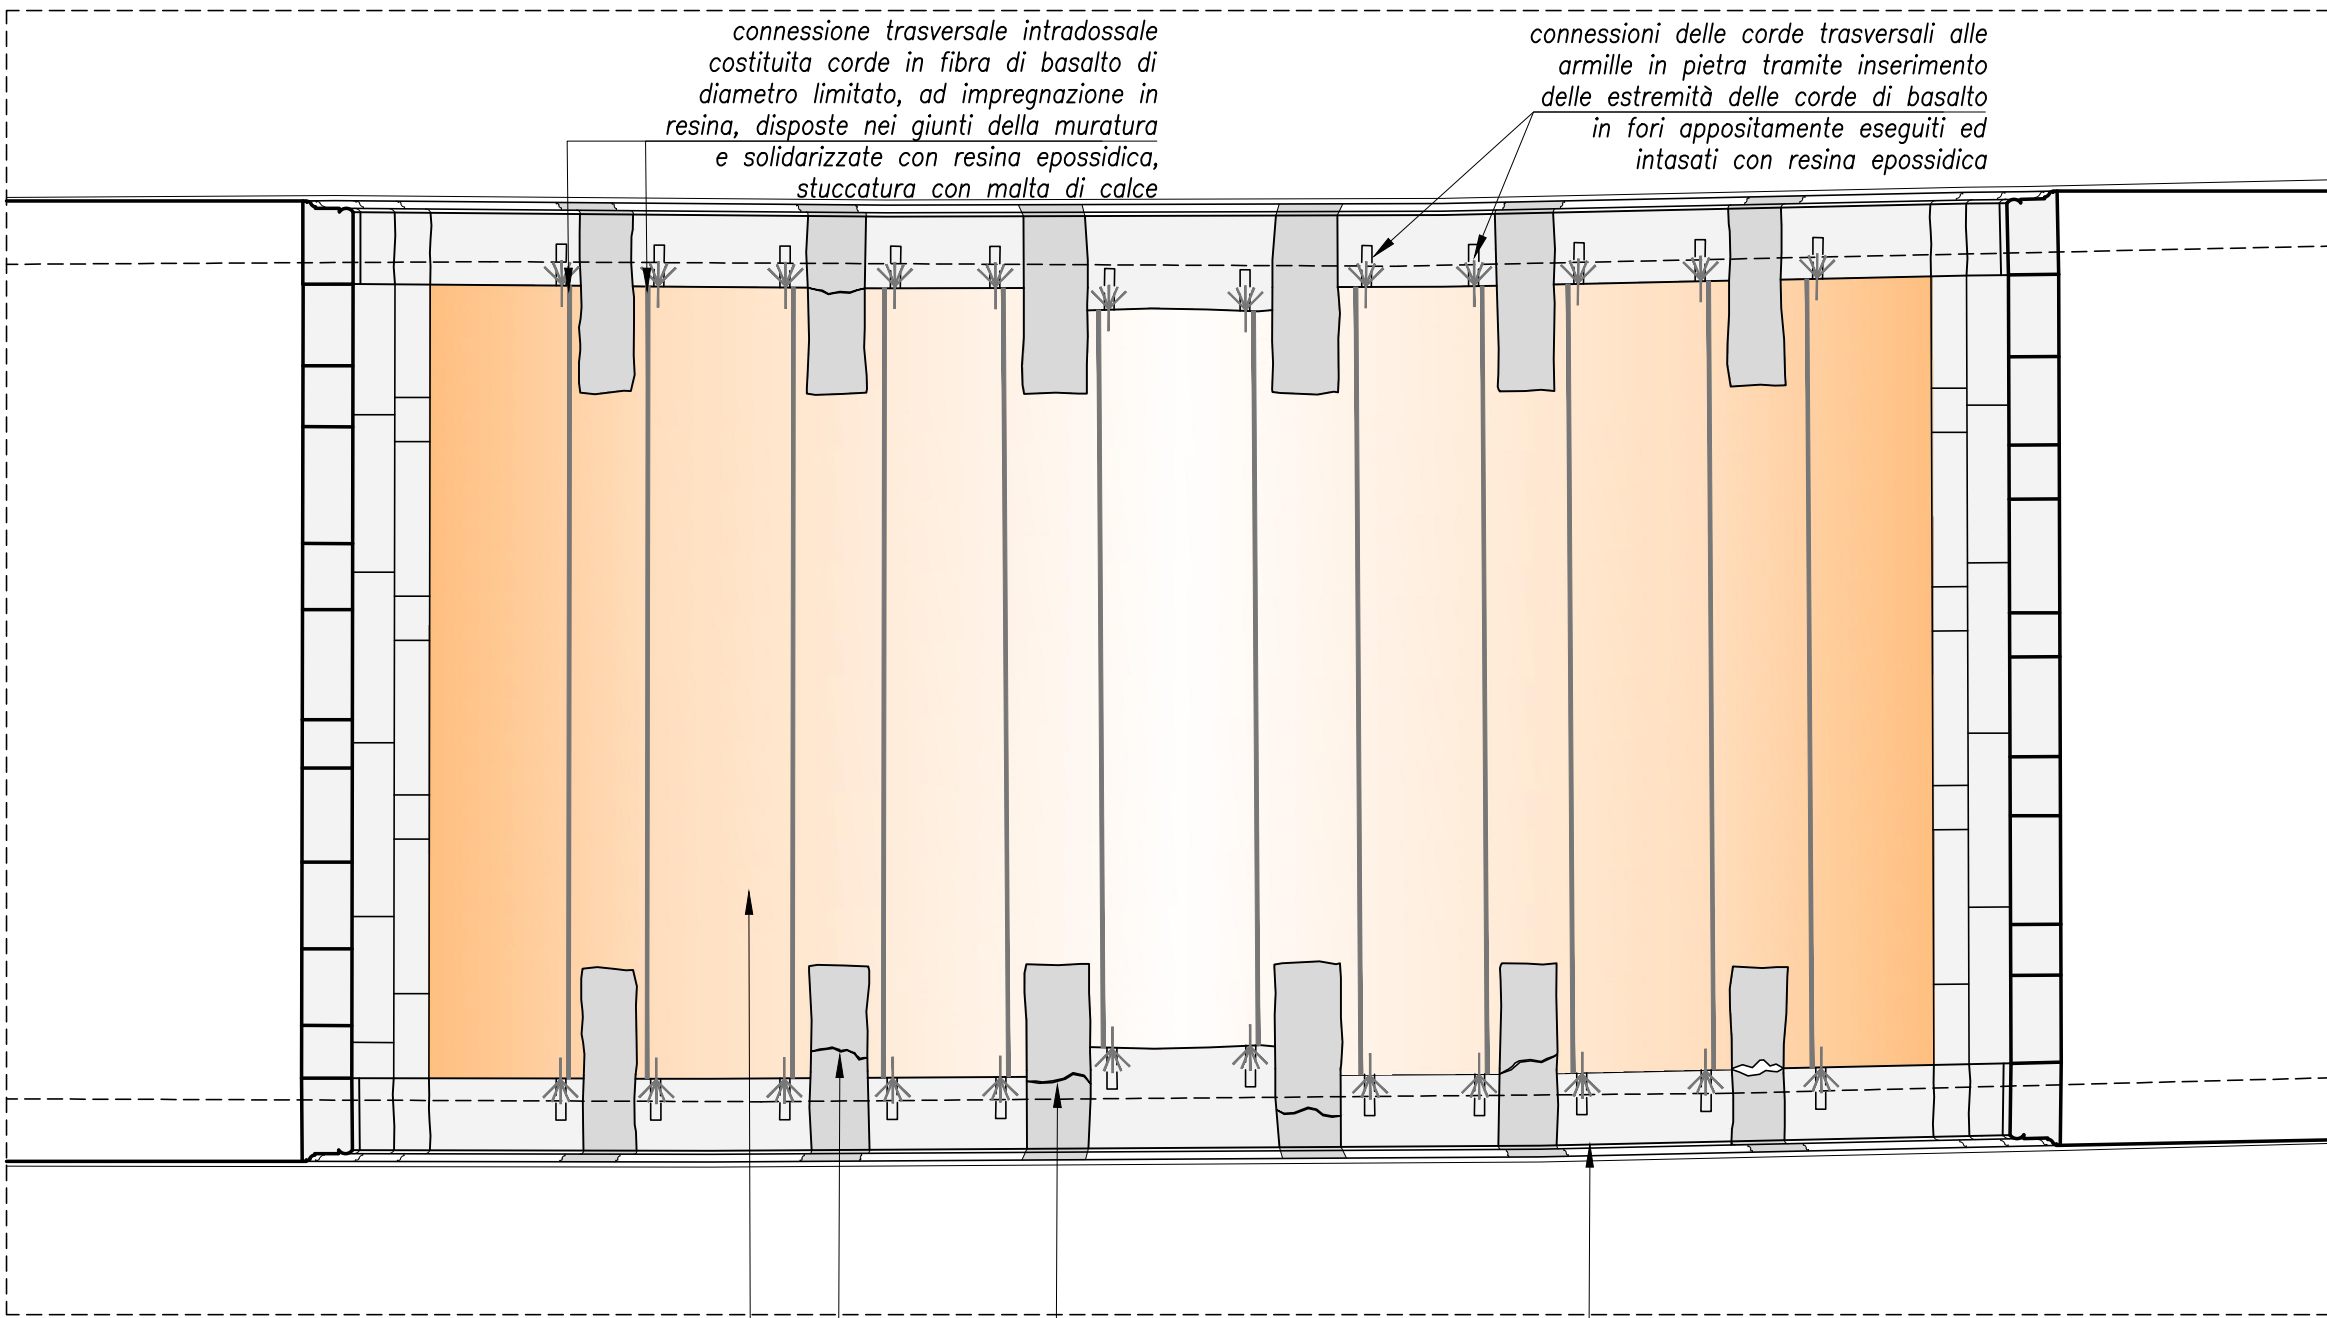 connessione trasversale intradossale
costituita corde in fibra di basalto di
diametro limitato, ad impregnazione in
resina, disposte nei giunti della muratura
e solidarizzate con resina epossidica,
stuccatura con malta di calce
connessioni delle corde trasversali alle
armille in pietra tramite inserimento
delle estremità delle corde di basalto
in fori appositamente eseguiti ed
intasati con resina epossidica